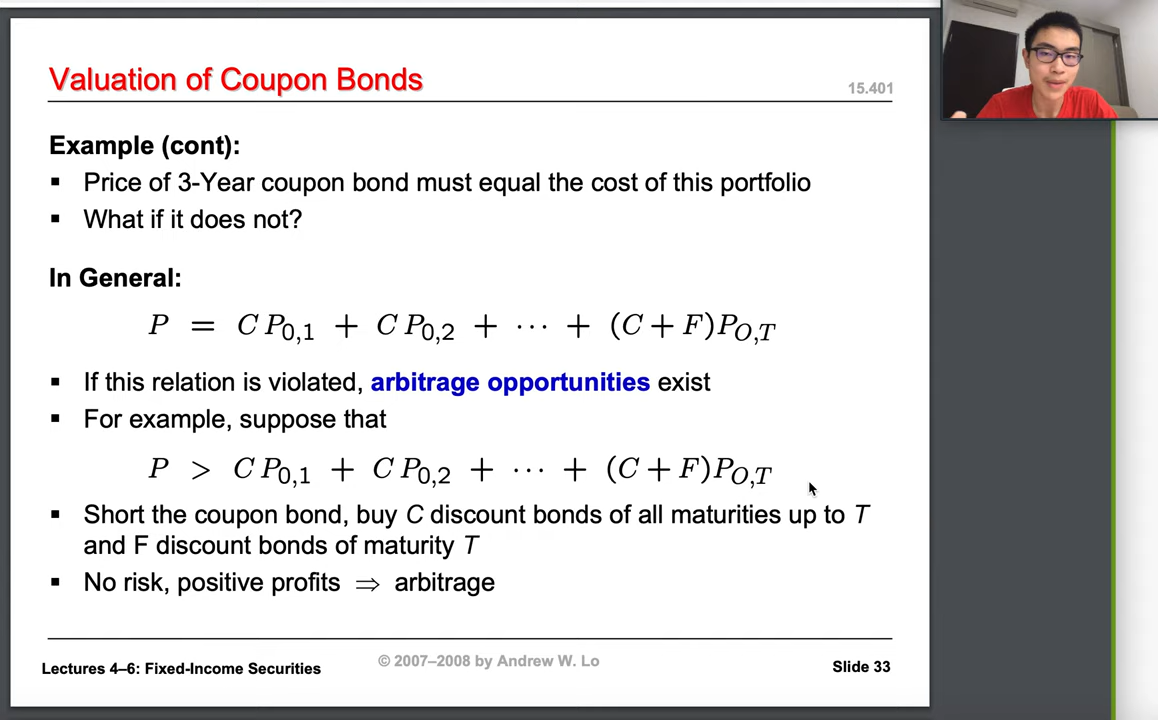 Valuation of Coupon Bonds
15.401
Example (cont):
▪ Price of 3-Year coupon bond must equal the cost of this portfolio
▪ What if it does not?
In General:
P = C P0,1 + C P0,2 + ⋯ + (C + F)PO,T
▪ If this relation is violated, arbitrage opportunities exist
▪ For example, suppose that
P > C P0,1 + C P0,2 + ⋯ + (C + F)PO,T
▪ Short the coupon bond, buy C discount bonds of all maturities up to T
and F discount bonds of maturity T
▪ No risk, positive profits ⇒ arbitrage
Lectures 4–6: Fixed-Income Securities
© 2007–2008 by Andrew W. Lo
Slide 33